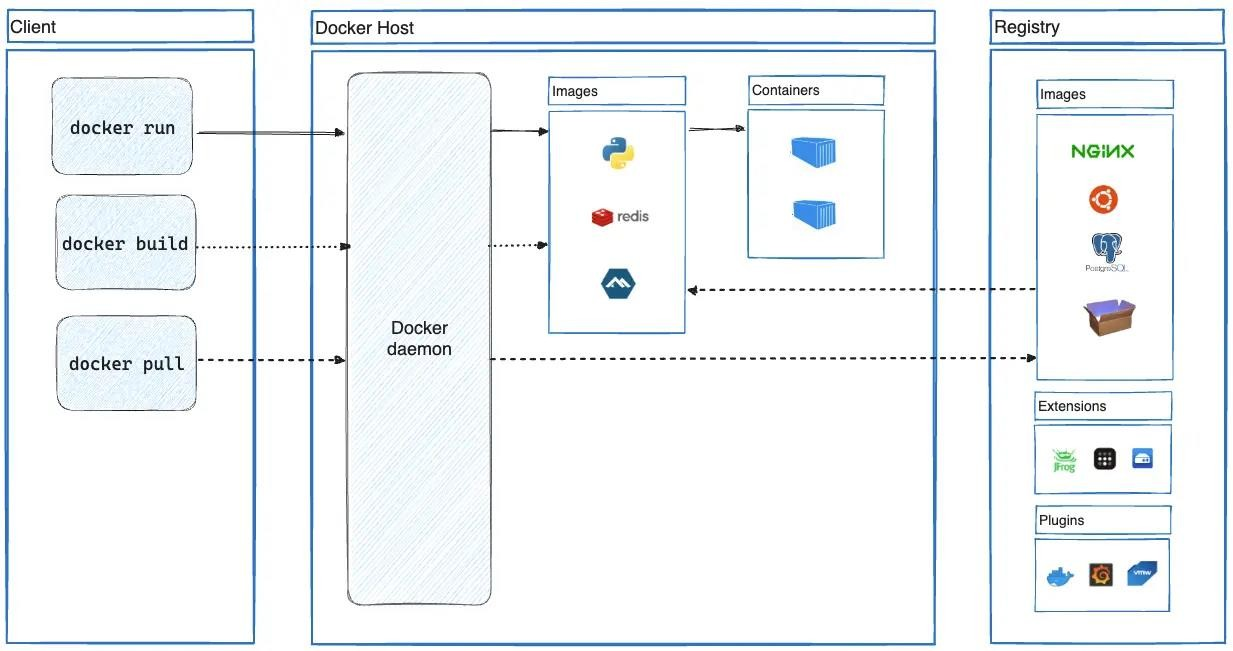 Client
docker run
docker build
docker pull
Docker Host
Docker
daemon
Images
redis
Containers
Registry
Images
NGINX
PostgreSQL
Extensions
JFrog
Plugins
vmw